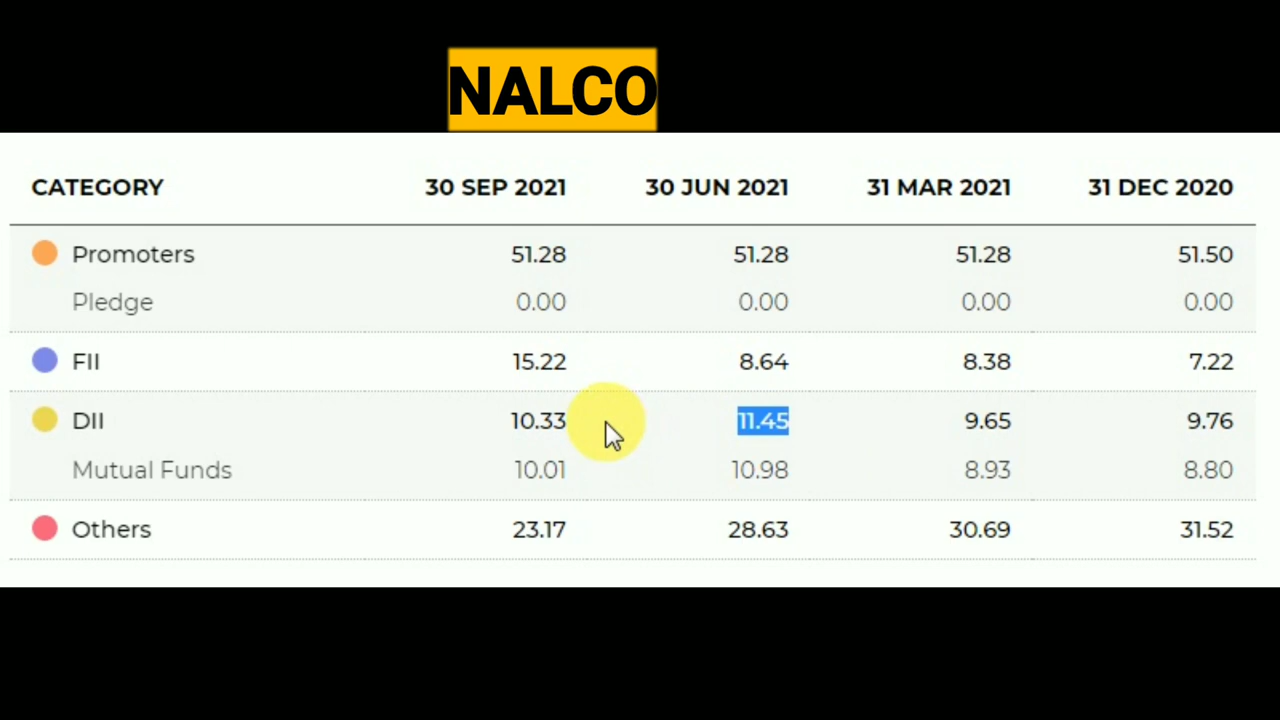 NALCO
CATEGORY 30 SEP 2021 30 JUN 2021 31 MAR 2021 31 DEC 2020
Promoters 51.28 51.28 51.28 51.50
Pledge 0.00 0.00 0.00 0.00
FII 15.22 8.64 8.38 7.22
DII 10.33 11.45 9.65 9.76
Mutual Funds 10.01 10.98 8.93 8.80
Others 23.17 28.63 30.69 31.52